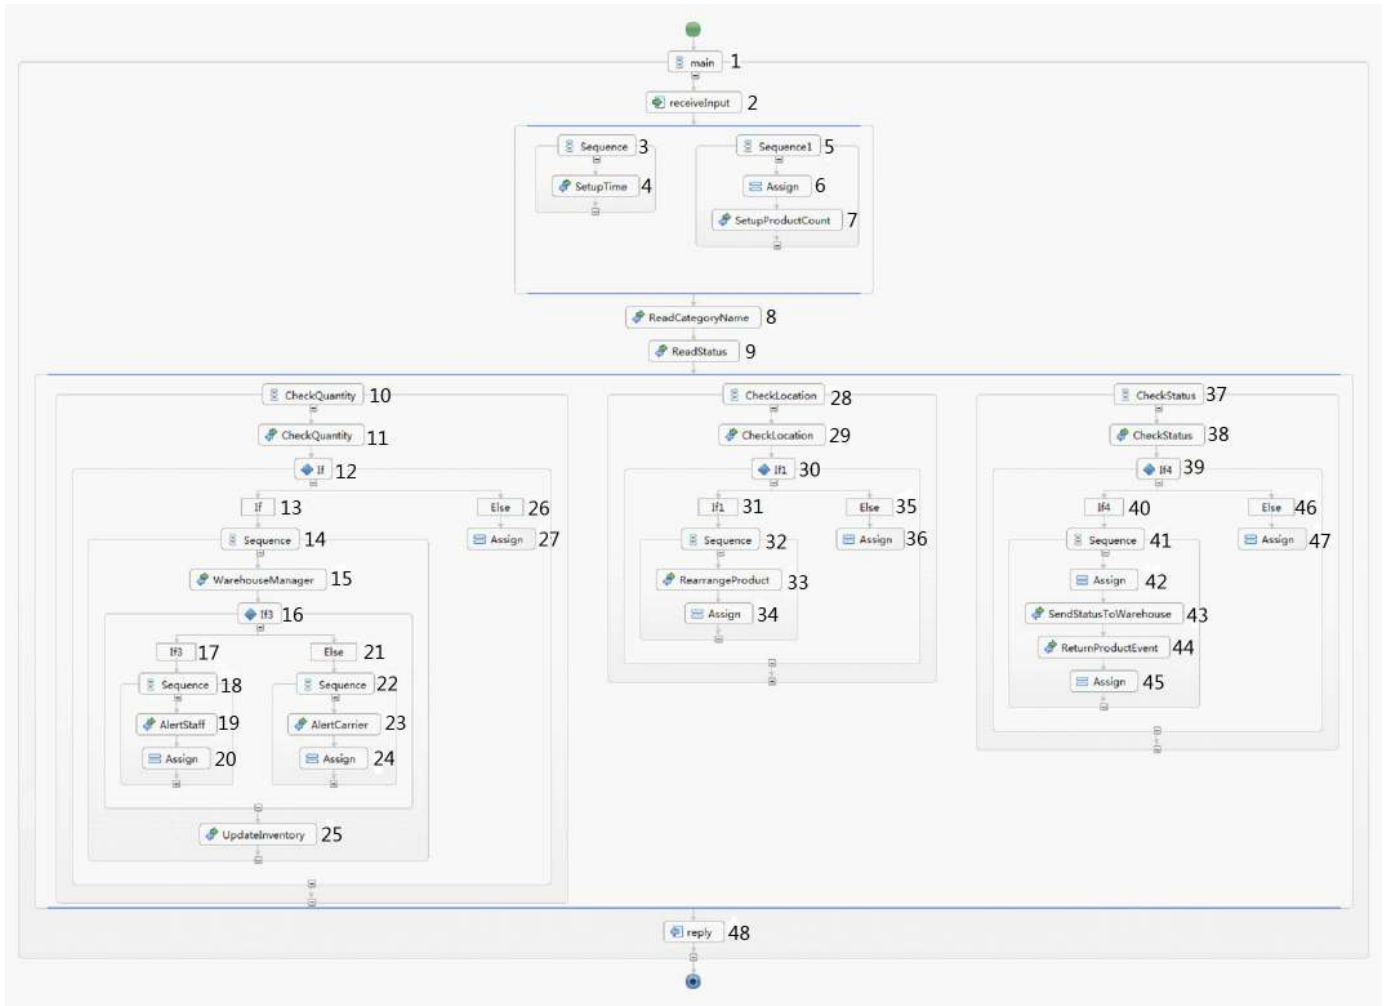 main 1
receiveInput 2
Sequence 3
SetupTime 4
Sequence1 5
Assign 6
SetupProductCount 7
ReadCategoryName 8
ReadStatus 9
CheckQuantity 10
CheckQuantity 11
If 12
If 13
Sequence 14
WarehouseManager 15
If3 16
If3 17
Sequence 18
AlertStaff 19
Assign 20
Else 21
Sequence 22
AlertCarrier 23
Assign 24
UpdateInventory 25
Else 26
Assign 27
CheckLocation 28
CheckLocation 29
If1 30
If1 31
Sequence 32
RearrangeProduct 33
Assign 34
Else 35
Assign 36
CheckStatus 37
CheckStatus 38
If4 39
If4 40
Sequence 41
Assign 42
SendStatusToWarehouse 43
ReturnProductEvent 44
Assign 45
Else 46
Assign 47
reply 48